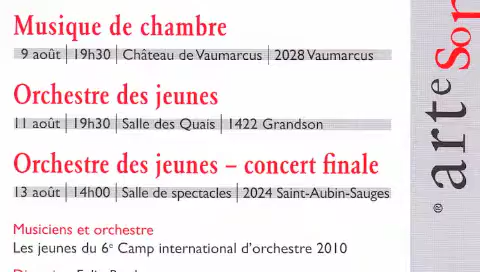 Musique de chambre
9 août | 19h30 | Château de Vaumarcus | 2028 Vaumarcus
Orchestre des jeunes
11 août | 19h30 | Salle des Quais | 1422 Grandson
Orchestre des jeunes – concert finale
13 août | 14h00 | Salle de spectacles | 2024 Saint-Aubin-Sauges
Musiciens et orchestre
Les jeunes du 6e Camp international d'orchestre 2010
® arte Son